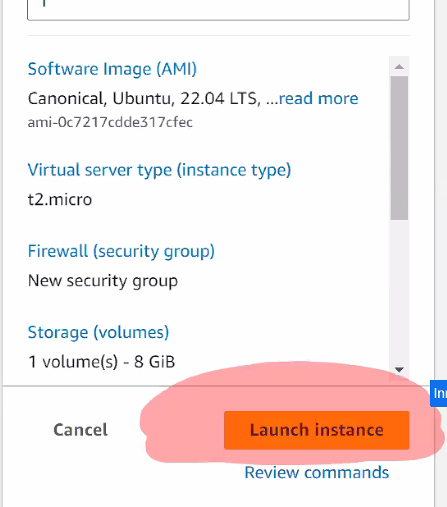 1
Software Image (AMI)
Canonical, Ubuntu, 22.04 LTS, ...read more
ami-0c7217cdde317cfec
Virtual server type (instance type)
t2.micro
Firewall (security group)
New security group
Storage (volumes)
1 volume(s) - 8 GiB
Cancel
Launch instance
Review commands